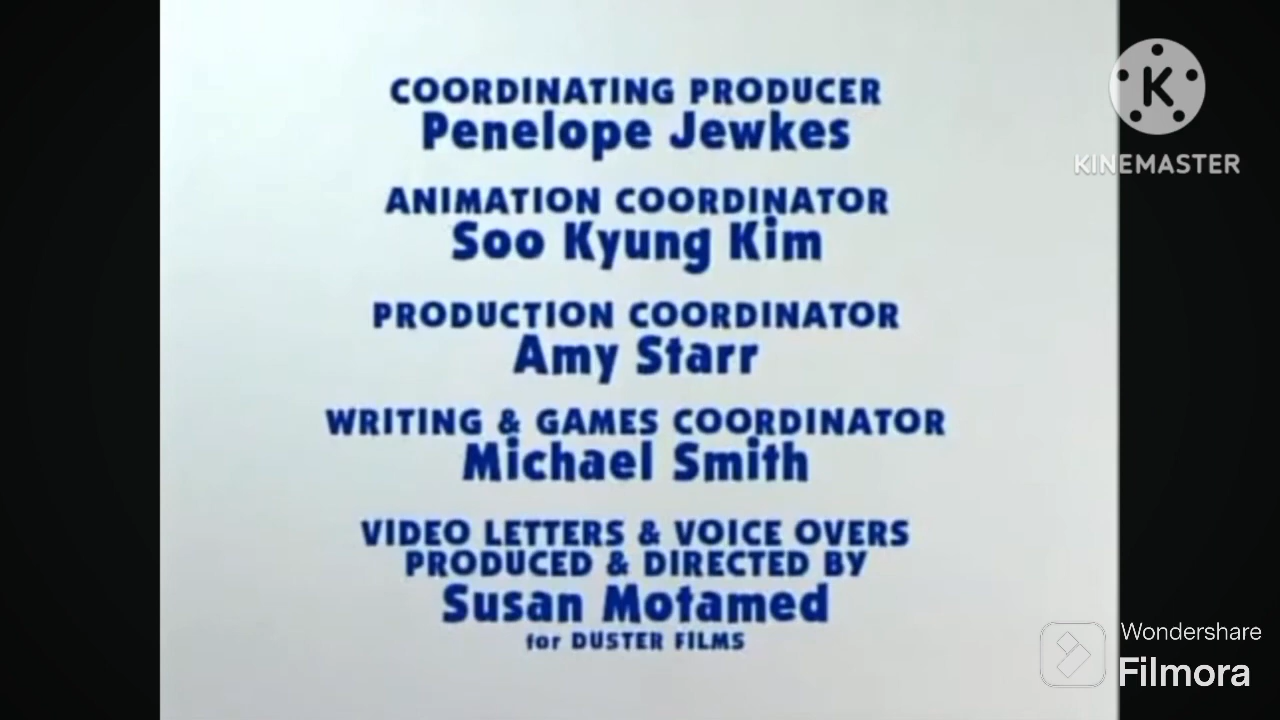 COORDINATING PRODUCER
Penelope Jewkes
ANIMATION COORDINATOR
Soo Kyung Kim
PRODUCTION COORDINATOR
Amy Starr
WRITING & GAMES COORDINATOR
Michael Smith
VIDEO LETTERS & VOICE OVERS
PRODUCED & DIRECTED BY
Susan Motamed
for DUSTER FILMS
K
KINEMASTER
Wondershare
Filmora